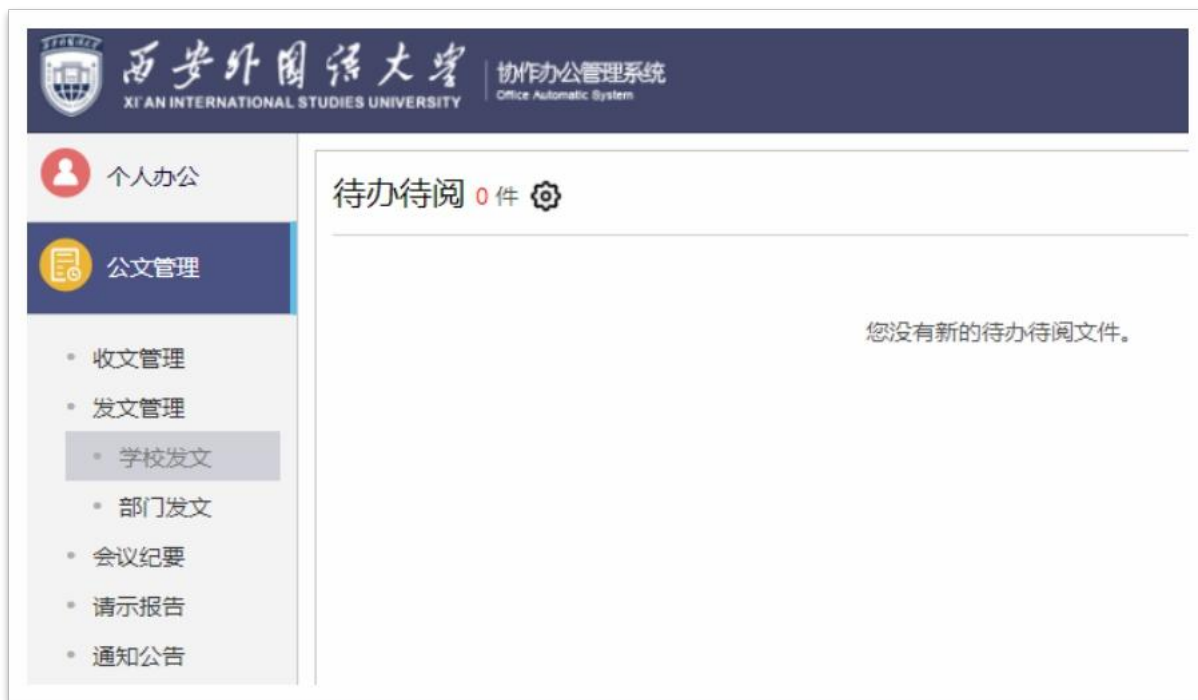 西安外国语大学
XI'AN INTERNATIONAL STUDIES UNIVERSITY
协作办公管理系统
Office Automatic System
个人办公
公文管理
收文管理
发文管理
学校发文
部门发文
会议纪要
请示报告
通知公告
待办待阅 0 件
您没有新的待办待阅文件。